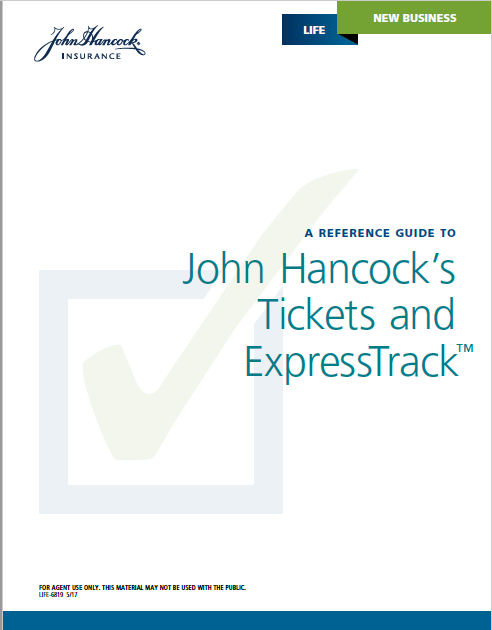 John Hancock®
INSURANCE
LIFE
NEW BUSINESS
A REFERENCE GUIDE TO
John Hancock's
Tickets and
ExpressTrack™
FOR AGENT USE ONLY. THIS MATERIAL MAY NOT BE USED WITH THE PUBLIC.
LIFE-6819 5/17